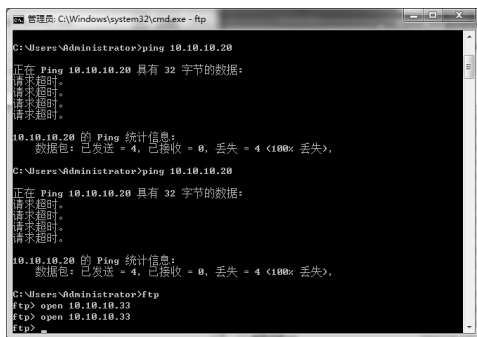 管理员: C:\Windows\system32\cmd.exe - ftp
C:\Users\Administrator>ping 10.10.10.20
正在 Ping 10.10.10.20 具有 32 字节的数据:
请求超时。
请求超时。
请求超时。
请求超时。
10.10.10.20 的 Ping 统计信息:
数据包: 已发送 = 4, 已接收 = 0, 丢失 = 4 (100% 丢失),
C:\Users\Administrator>ping 10.10.10.20
正在 Ping 10.10.10.20 具有 32 字节的数据:
请求超时。
请求超时。
请求超时。
请求超时。
10.10.10.20 的 Ping 统计信息:
数据包: 已发送 = 4, 已接收 = 0, 丢失 = 4 (100% 丢失),
C:\Users\Administrator>ftp
ftp> open 10.10.10.33
ftp> open 10.10.10.33
ftp> _